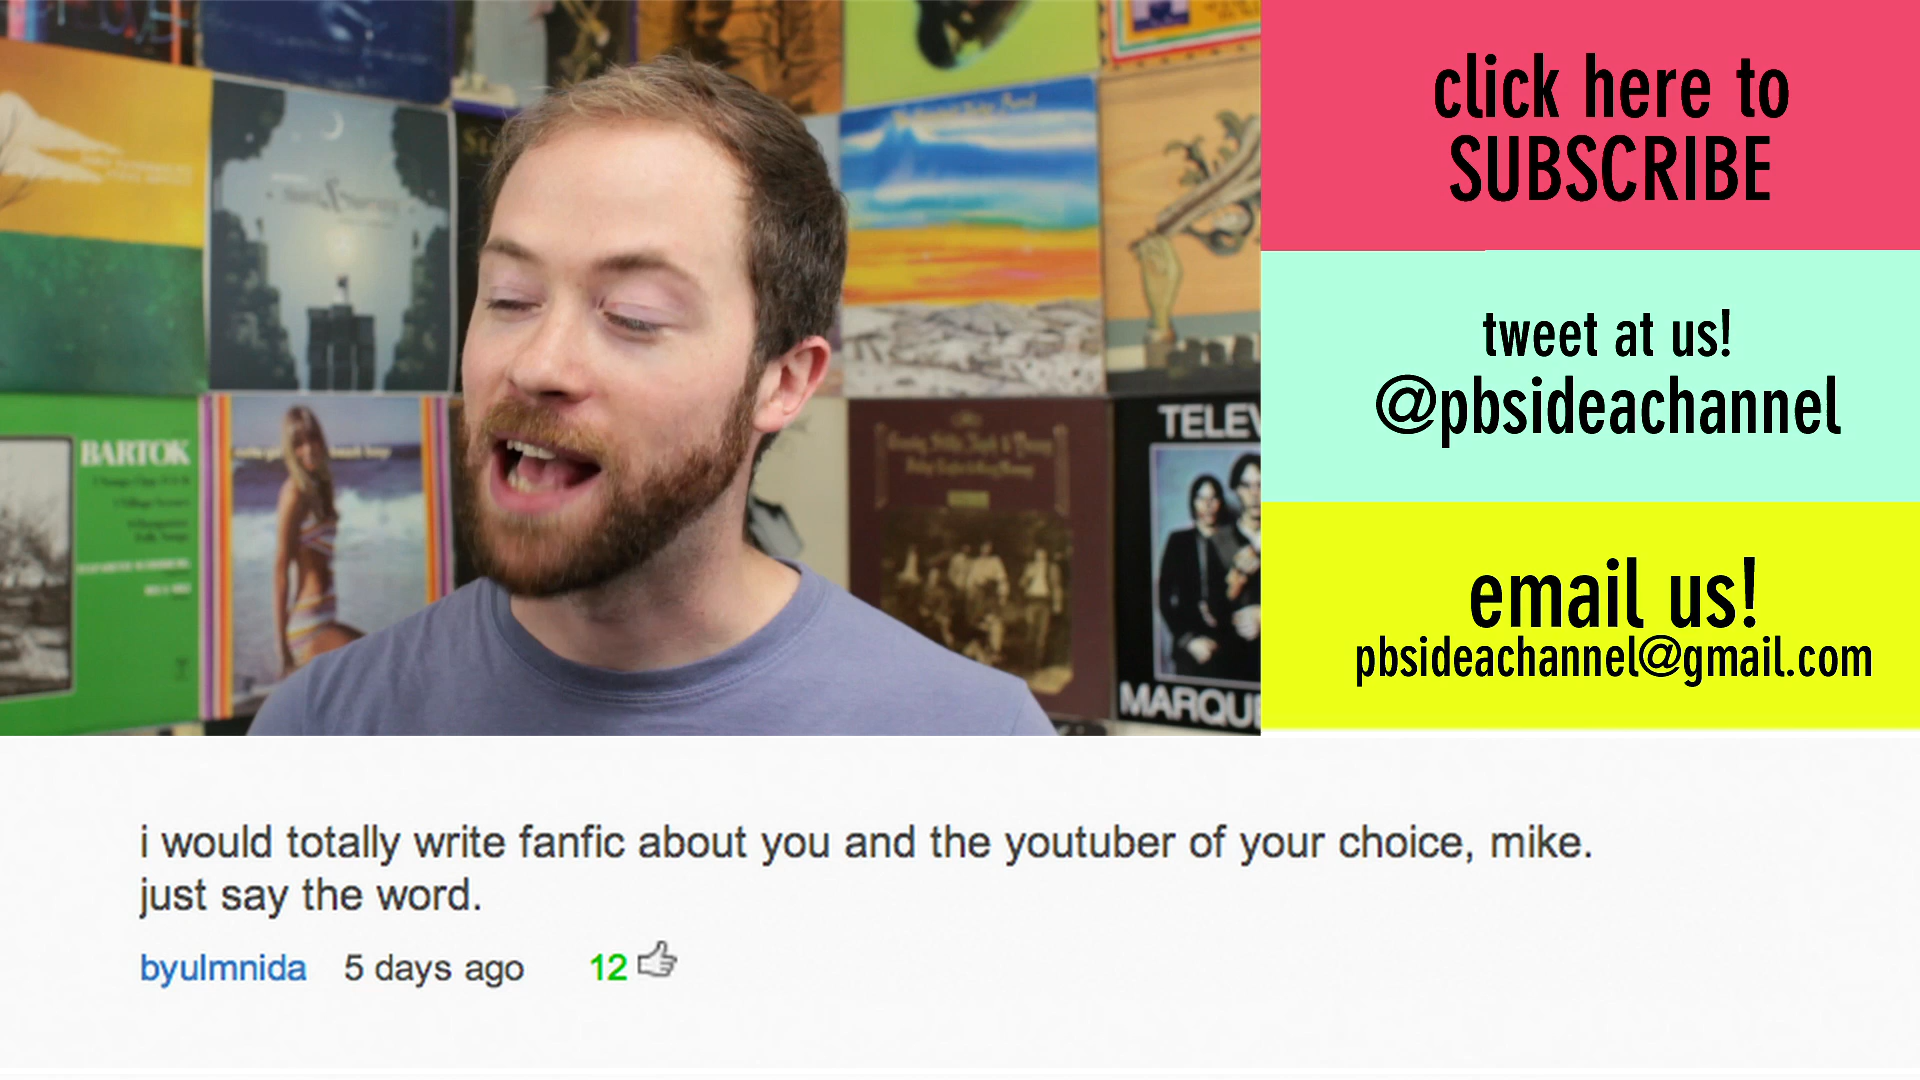 click here to
SUBSCRIBE
tweet at us!
@pbsideachannel
email us!
pbsideachannel@gmail.com
BARTOK
TELEV
MARQU
i would totally write fanfic about you and the youtuber of your choice, mike.
just say the word.
byulmnida 5 days ago 12